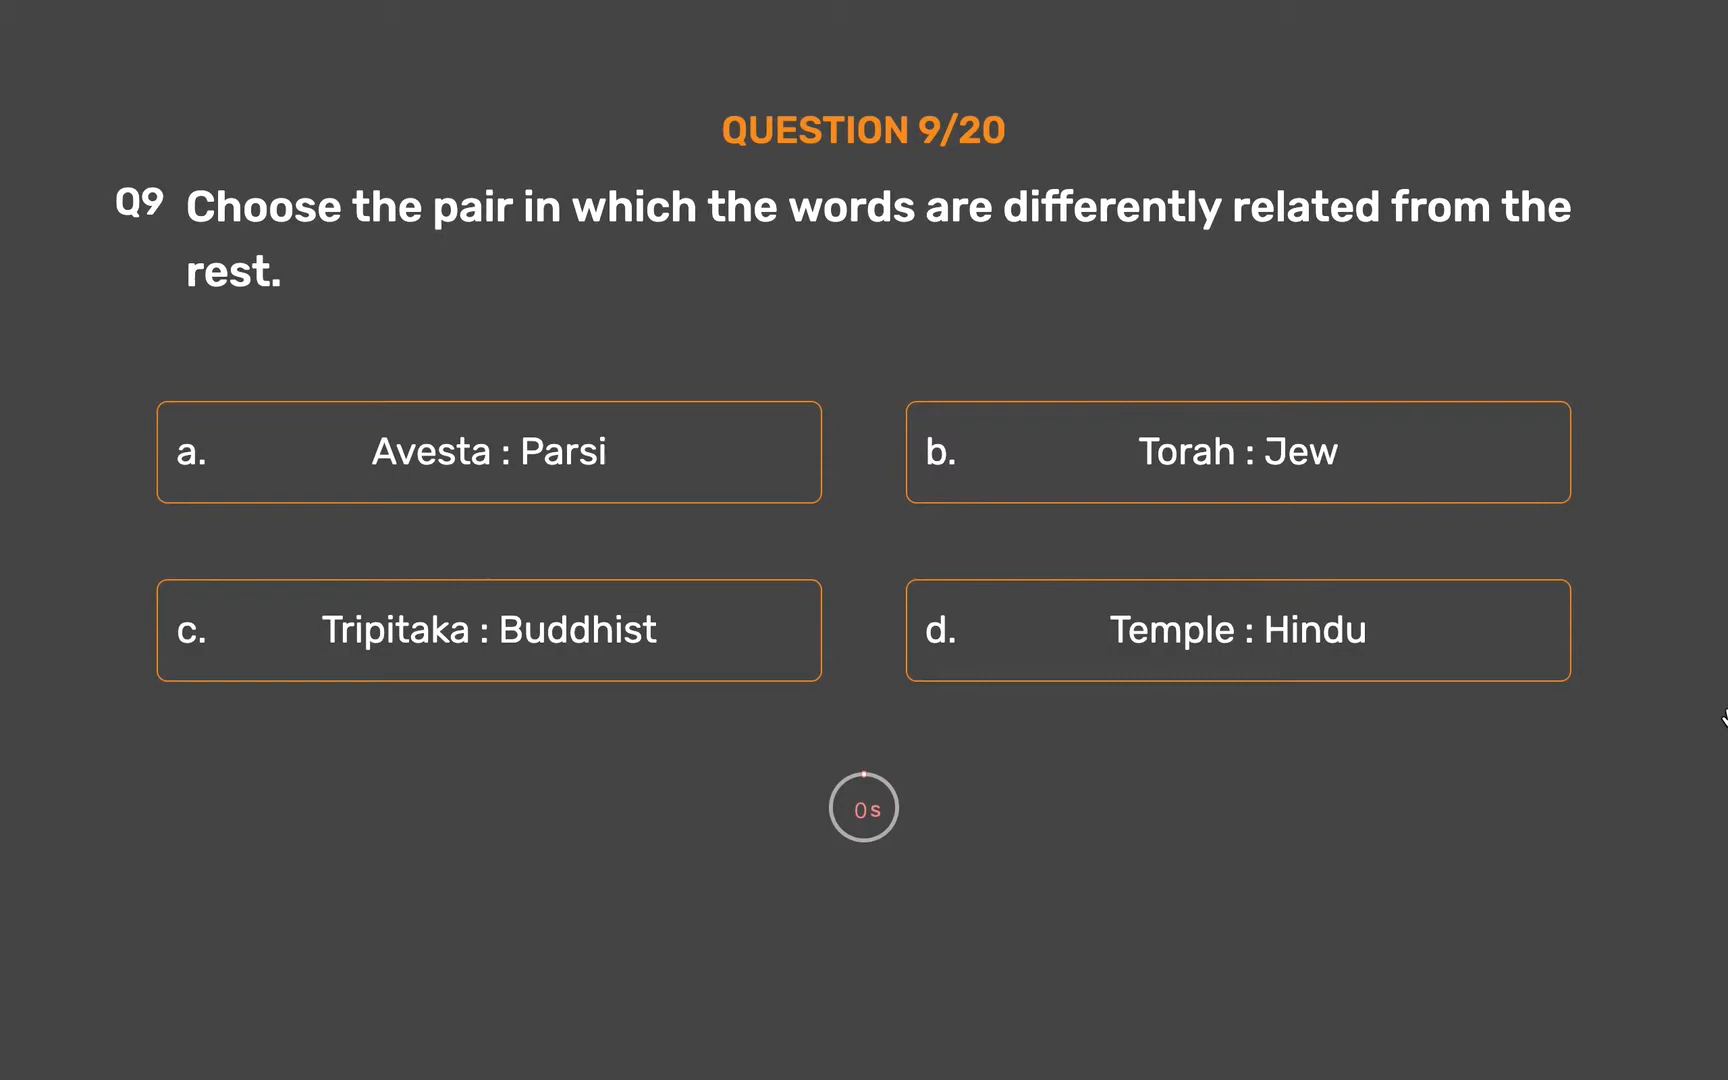 QUESTION 9/20
Q9 Choose the pair in which the words are differently related from the
rest.
a. Avesta : Parsi
b. Torah : Jew
c. Tripitaka : Buddhist
d. Temple : Hindu
0s